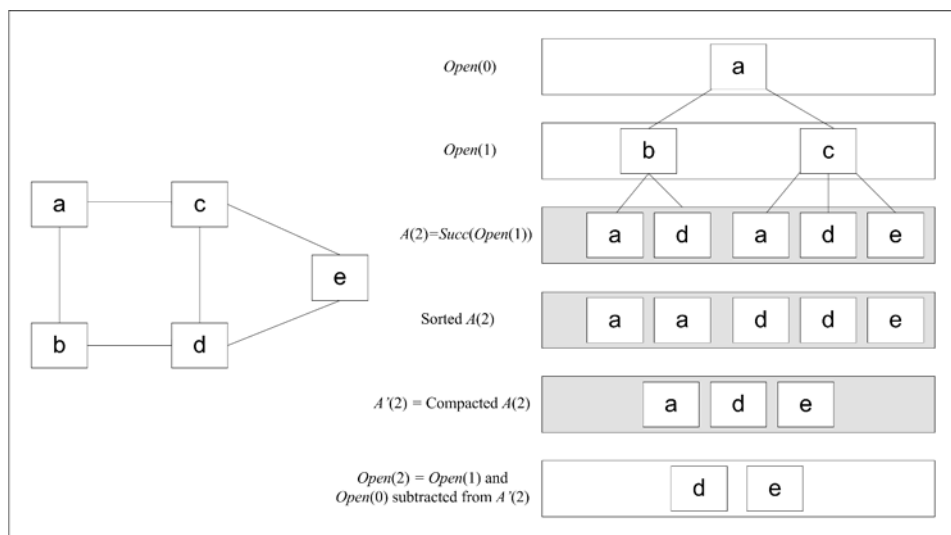 a
c
e
b
d
Open(0)
a
Open(1)
b c
A(2)=Succ(Open(1))
a d a d e
Sorted A(2)
a a d d e
A'(2) = Compacted A(2)
a d e
Open(2) = Open(1) and
Open(0) subtracted from A'(2)
d e